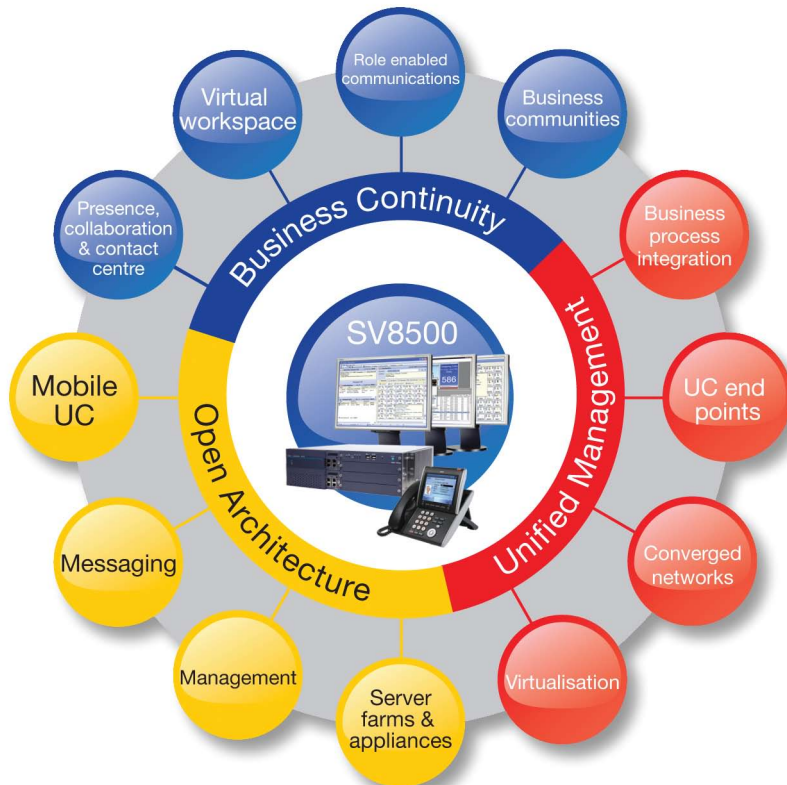 Role enabled
communications
Virtual
workspace
Business
communities
Presence,
collaboration
& contact
centre
Business
process
integration
Business Continuity
SV8500
586
Mobile
UC
UC end
points
Open Architecture
Unified Management
Messaging
Converged
networks
Management
Virtualisation
Server
farms &
appliances